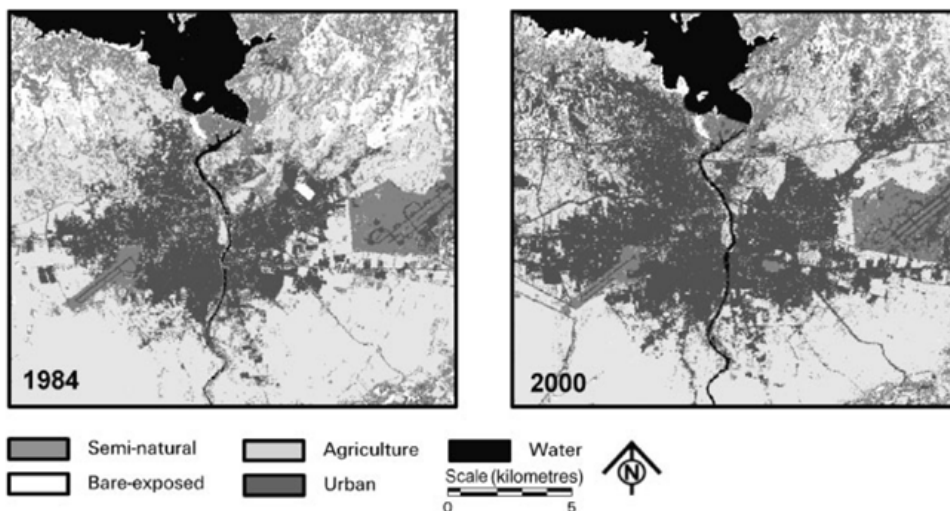 1984
2000
Semi-natural
Agriculture
Water
Bare-exposed
Urban
Scale (kilometres)
0 5
N